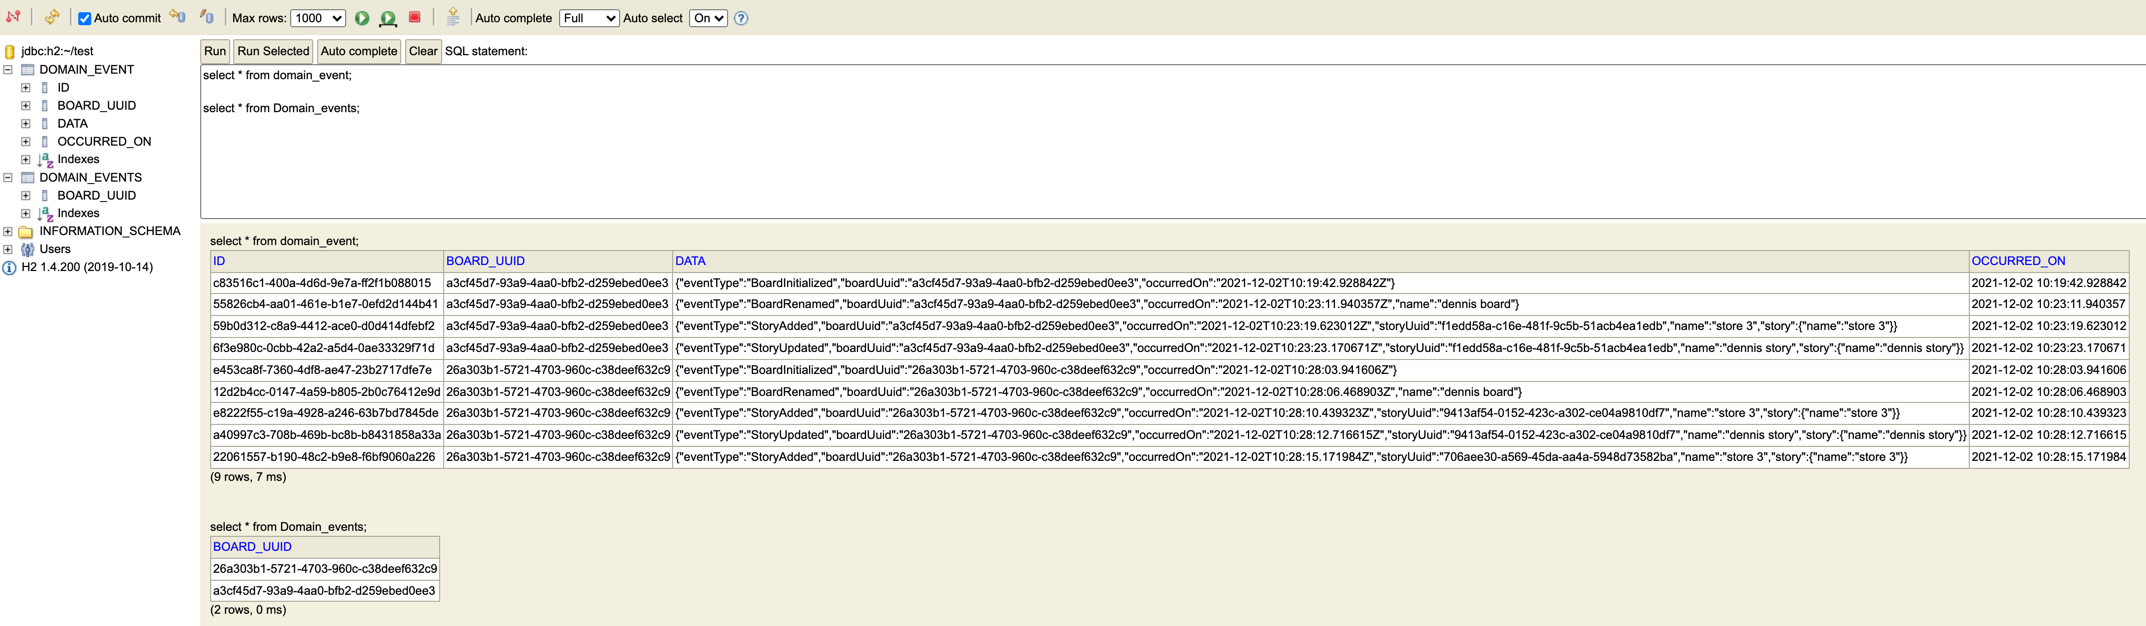 Auto commit Max rows: 1000 Auto complete Full Auto select On
jdbc:h2:~/test
DOMAIN_EVENT
ID
BOARD_UUID
DATA
OCCURRED_ON
Indexes
DOMAIN_EVENTS
BOARD_UUID
Indexes
INFORMATION_SCHEMA
Users
H2 1.4.200 (2019-10-14)
Run Run Selected Auto complete Clear SQL statement:
select * from domain_event;
select * from Domain_events;
select * from domain_event;
ID BOARD_UUID DATA OCCURRED_ON
c83516c1-400a-4d6d-9e7a-ff2f1b088015 a3cf45d7-93a9-4aa0-bfb2-d259ebed0ee3 {"eventType":"BoardInitialized","boardUuid":"a3cf45d7-93a9-4aa0-bfb2-d259ebed0ee3","occurredOn":"2021-12-02T10:19:42.928842Z"} 2021-12-02 10:19:42.928842
55826cb4-aa01-461e-b1e7-0efd2d144b41 a3cf45d7-93a9-4aa0-bfb2-d259ebed0ee3 {"eventType":"BoardRenamed","boardUuid":"a3cf45d7-93a9-4aa0-bfb2-d259ebed0ee3","occurredOn":"2021-12-02T10:23:11.940357Z","name":"dennis board"} 2021-12-02 10:23:11.940357
59b0d312-c8a9-4412-ace0-d0d414dfebf2 a3cf45d7-93a9-4aa0-bfb2-d259ebed0ee3 {"eventType":"StoryAdded","boardUuid":"a3cf45d7-93a9-4aa0-bfb2-d259ebed0ee3","occurredOn":"2021-12-02T10:23:19.623012Z","storyUuid":"f1edd58a-c16e-481f-9c5b-51acb4ea1edb","name":"store 3","story":{"name":"store 3"}} 2021-12-02 10:23:19.623012
6f3e980c-0cbb-42a2-a5d4-0ae33329f71d a3cf45d7-93a9-4aa0-bfb2-d259ebed0ee3 {"eventType":"StoryUpdated","boardUuid":"a3cf45d7-93a9-4aa0-bfb2-d259ebed0ee3","occurredOn":"2021-12-02T10:23:23.170671Z","storyUuid":"f1edd58a-c16e-481f-9c5b-51acb4ea1edb","name":"dennis story","story":{"name":"dennis story"}} 2021-12-02 10:23:23.170671
e453ca8f-7360-4df8-ae47-23b2717dfe7e 26a303b1-5721-4703-960c-c38deef632c9 {"eventType":"BoardInitialized","boardUuid":"26a303b1-5721-4703-960c-c38deef632c9","occurredOn":"2021-12-02T10:28:03.941606Z"} 2021-12-02 10:28:03.941606
12d2b4cc-0147-4a59-b805-2b0c76412e9d 26a303b1-5721-4703-960c-c38deef632c9 {"eventType":"BoardRenamed","boardUuid":"26a303b1-5721-4703-960c-c38deef632c9","occurredOn":"2021-12-02T10:28:06.468903Z","name":"dennis board"} 2021-12-02 10:28:06.468903
e8222f55-c19a-4928-a246-63b7bd7845de 26a303b1-5721-4703-960c-c38deef632c9 {"eventType":"StoryAdded","boardUuid":"26a303b1-5721-4703-960c-c38deef632c9","occurredOn":"2021-12-02T10:28:10.439323Z","storyUuid":"9413af54-0152-423c-a302-ce04a9810df7","name":"store 3","story":{"name":"store 3"}} 2021-12-02 10:28:10.439323
a40997c3-708b-469b-bc8b-b8431858a33a 26a303b1-5721-4703-960c-c38deef632c9 {"eventType":"StoryUpdated","boardUuid":"26a303b1-5721-4703-960c-c38deef632c9","occurredOn":"2021-12-02T10:28:12.716615Z","storyUuid":"9413af54-0152-423c-a302-ce04a9810df7","name":"dennis story","story":{"name":"dennis story"}} 2021-12-02 10:28:12.716615
22061557-b190-48c2-b9e8-f6bf9060a226 26a303b1-5721-4703-960c-c38deef632c9 {"eventType":"StoryAdded","boardUuid":"26a303b1-5721-4703-960c-c38deef632c9","occurredOn":"2021-12-02T10:28:15.171984Z","storyUuid":"706aee30-a569-45da-aa4a-5948d73582ba","name":"store 3","story":{"name":"store 3"}} 2021-12-02 10:28:15.171984
(9 rows, 7 ms)
select * from Domain_events;
BOARD_UUID
26a303b1-5721-4703-960c-c38deef632c9
a3cf45d7-93a9-4aa0-bfb2-d259ebed0ee3
(2 rows, 0 ms)